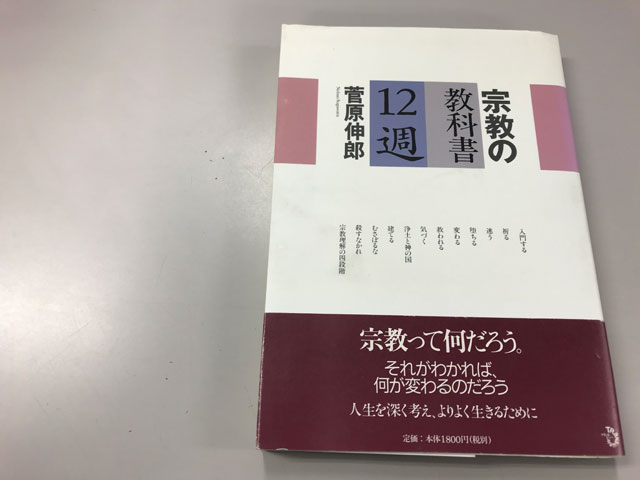 宗教の
教科書
12週
菅原伸郎
入門する
祈る
迷う
堕ちる
変わる
救われる
気づく
浄土と神の国
建てる
むさぼるな
殺すなかれ
宗教理解の四段階
宗教って何だろう。
それがわかれば、
何が変わるのだろう
人生を深く考え、よりよく生きるために
定価：本体1800円(税別)